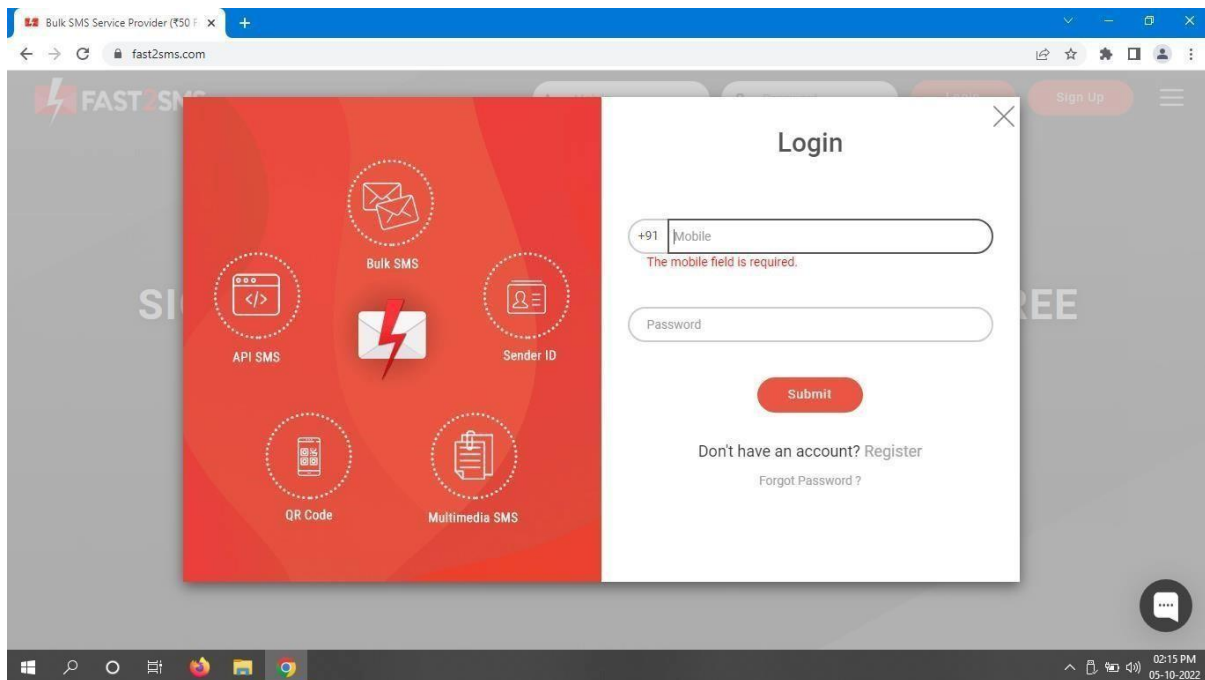 Bulk SMS Service Provider (₹50 F
fast2sms.com
FAST2SMS
Sign Up
Login
+91 Mobile
The mobile field is required.
Password
Submit
Don't have an account? Register
Forgot Password ?
Bulk SMS
API SMS
Sender ID
QR Code
Multimedia SMS
SI
REE
02:15 PM
05-10-2022